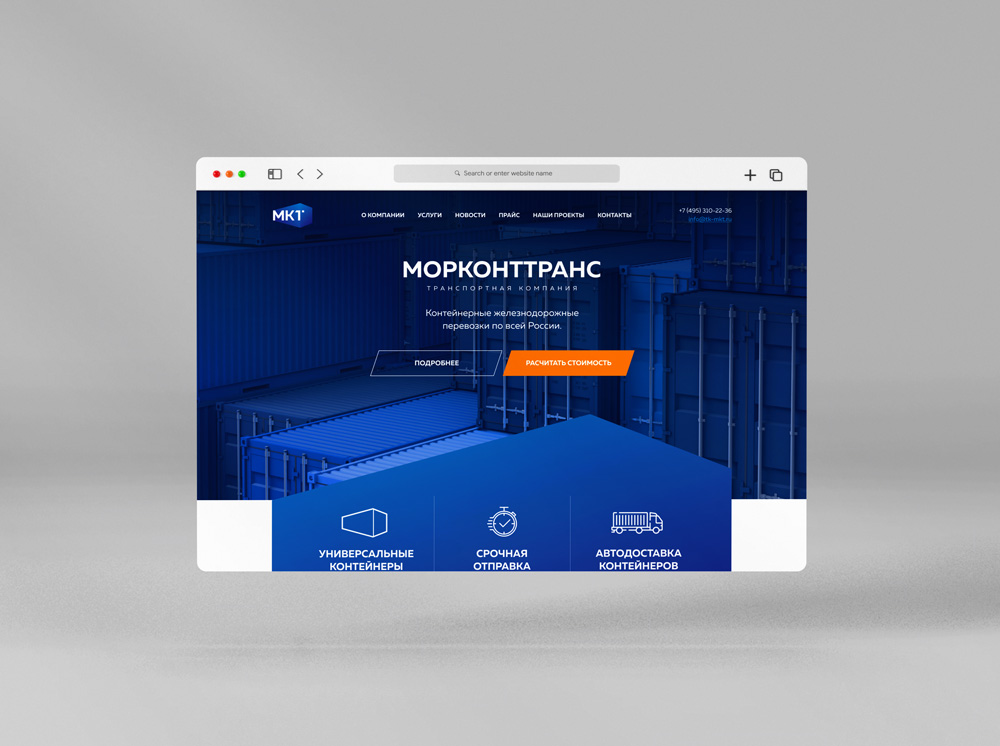 Search or enter website name
МКТ
О КОМПАНИИ УСЛУГИ НОВОСТИ ПРАЙС НАШИ ПРОЕКТЫ КОНТАКТЫ
+7 (495) 310-22-36
info@tk-mkt.ru
МОРКОНТТРАНС
ТРАНСПОРТНАЯ КОМПАНИЯ
Контейнерные железнодорожные
перевозки по всей России.
ПОДРОБНЕЕ
РАСЧИТАТЬ СТОИМОСТЬ
УНИВЕРСАЛЬНЫЕ
КОНТЕЙНЕРЫ
СРОЧНАЯ
ОТПРАВКА
АВТОДОСТАВКА
КОНТЕЙНЕРОВ